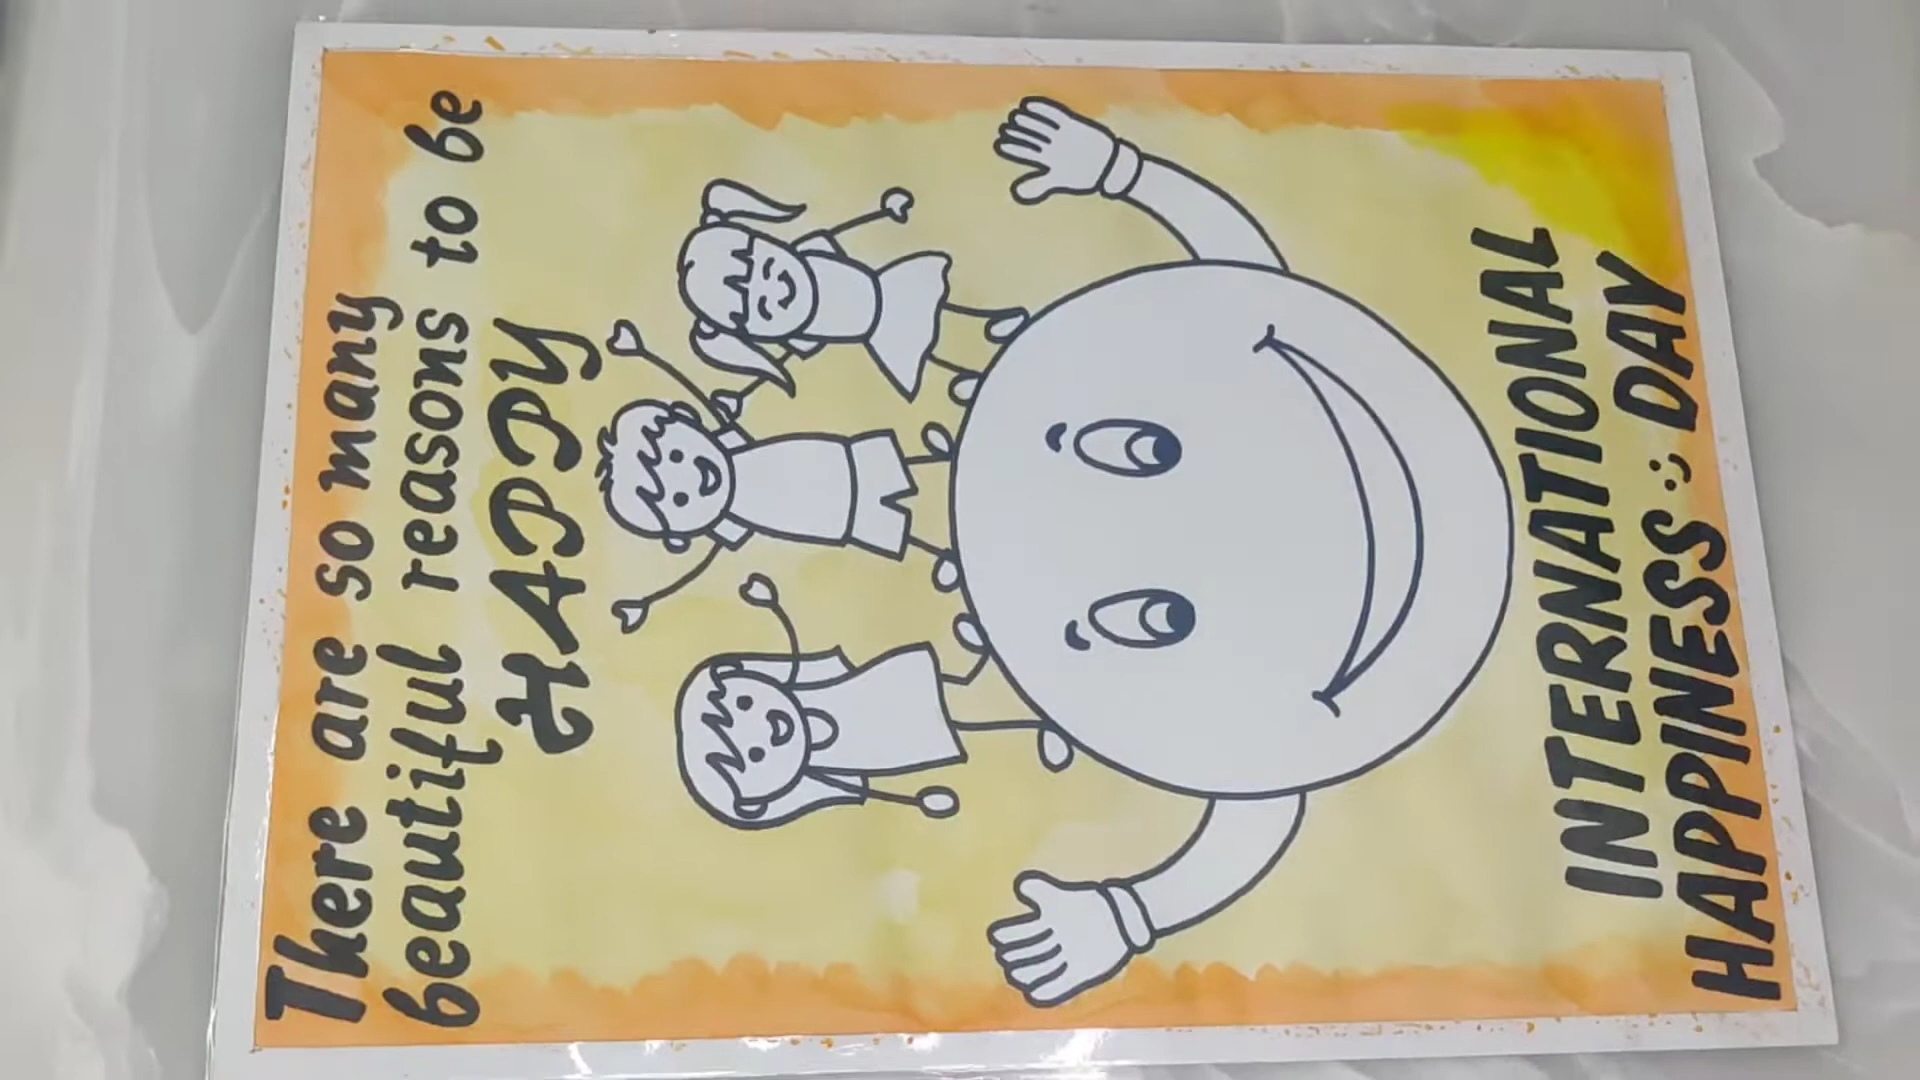 There are so many
beautiful reasons to be
HAPPY
INTERNATIONAL
HAPPINESS DAY